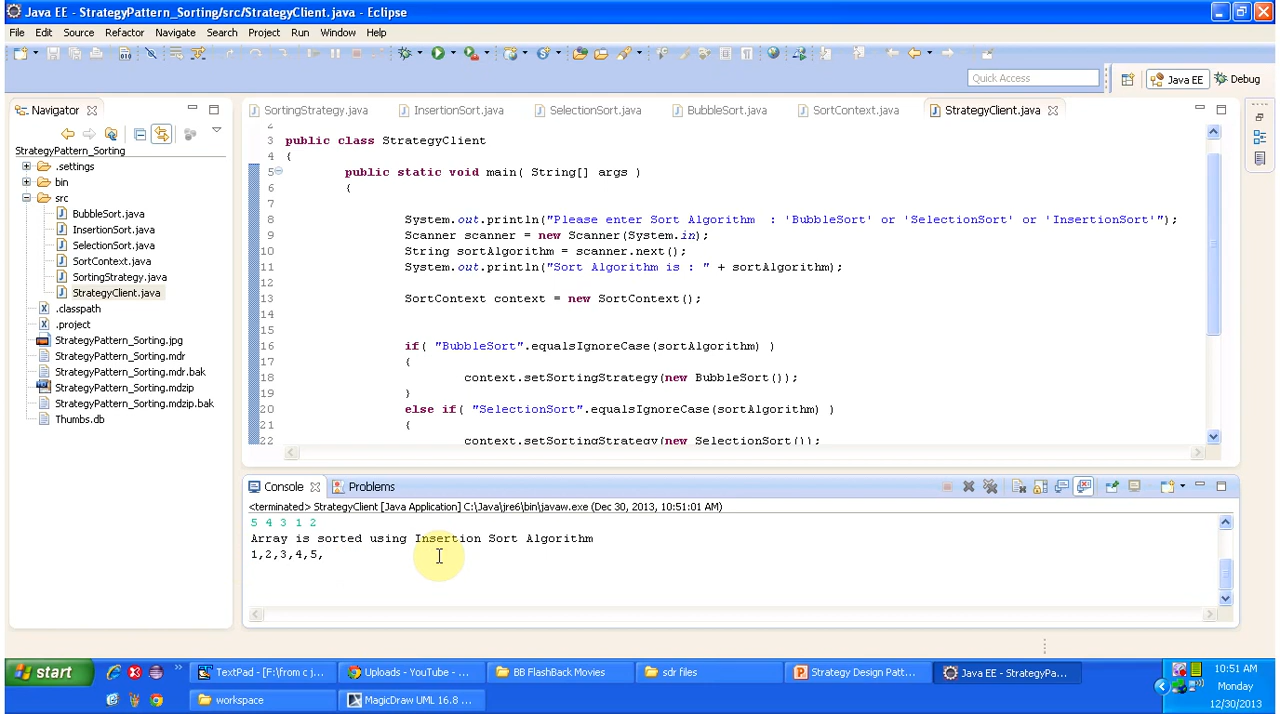 Java EE - StrategyPattern_Sorting/src/StrategyClient.java - Eclipse
File Edit Source Refactor Navigate Search Project Run Window Help
Quick Access
Java EE
Debug
Navigator
StrategyPattern_Sorting
.settings
bin
src
BubbleSort.java
InsertionSort.java
SelectionSort.java
SortContext.java
SortingStrategy.java
StrategyClient.java
.classpath
.project
StrategyPattern_Sorting.jpg
StrategyPattern_Sorting.mdr
StrategyPattern_Sorting.mdr.bak
StrategyPattern_Sorting.mdzip
StrategyPattern_Sorting.mdzip.bak
Thumbs.db
SortingStrategy.java InsertionSort.java SelectionSort.java BubbleSort.java SortContext.java StrategyClient.java
2
3 public class StrategyClient
4 {
5 public static void main( String[] args )
6 {
7
8 System.out.println("Please enter Sort Algorithm : 'BubbleSort' or 'SelectionSort' or 'InsertionSort'");
9 Scanner scanner = new Scanner(System.in);
10 String sortAlgorithm = scanner.next();
11 System.out.println("Sort Algorithm is : " + sortAlgorithm);
12
13 SortContext context = new SortContext();
14
15
16 if( "BubbleSort".equalsIgnoreCase(sortAlgorithm) )
17 {
18 context.setSortingStrategy(new BubbleSort());
19 }
20 else if( "SelectionSort".equalsIgnoreCase(sortAlgorithm) )
21 {
22 context.setSortingStrategy(new SelectionSort());
Console Problems
<terminated> StrategyClient [Java Application] C:\Java\jre6\bin\javaw.exe (Dec 30, 2013, 10:51:01 AM)
5 4 3 1 2
Array is sorted using Insertion Sort Algorithm
1,2,3,4,5,
start
TextPad - [F:\from c j...
Uploads - YouTube - ...
BB FlashBack Movies
sdr files
Strategy Design Patt...
Java EE - StrategyPa...
workspace
MagicDraw UML 16.8 ...
10:51 AM
Monday
12/30/2013